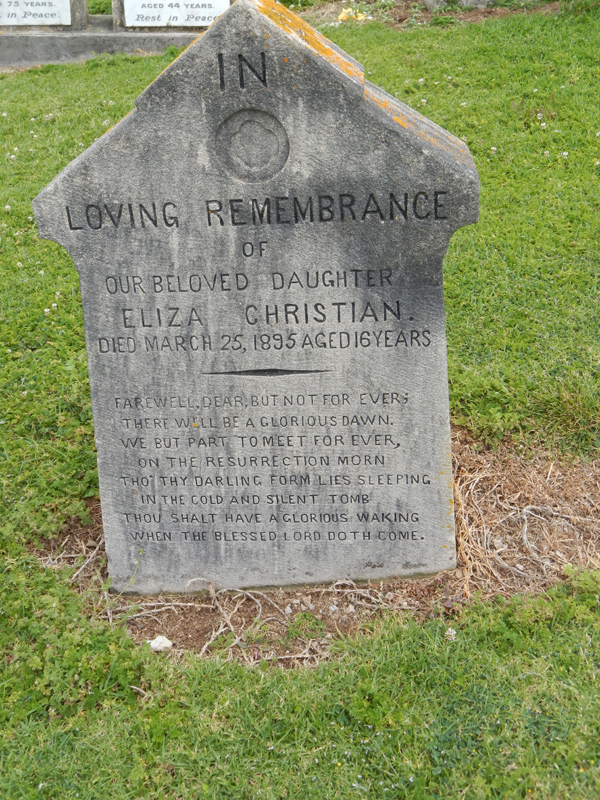 AGED 44 YEARS.
Rest in Peace
75 YEARS.
in Peace.
IN
LOVING REMEMBRANCE
OF
OUR BELOVED DAUGHTER
ELIZA CHRISTIAN.
DIED MARCH 25, 1895 AGED 16 YEARS
FAREWELL, DEAR, BUT NOT FOR EVER;
THERE WILL BE A GLORIOUS DAWN.
WE BUT PART TO MEET FOR EVER,
ON THE RESURRECTION MORN
THO' THY DARLING FORM LIES SLEEPING
IN THE COLD AND SILENT TOMB
THOU SHALT HAVE A GLORIOUS WAKING
WHEN THE BLESSED LORD DOTH COME.